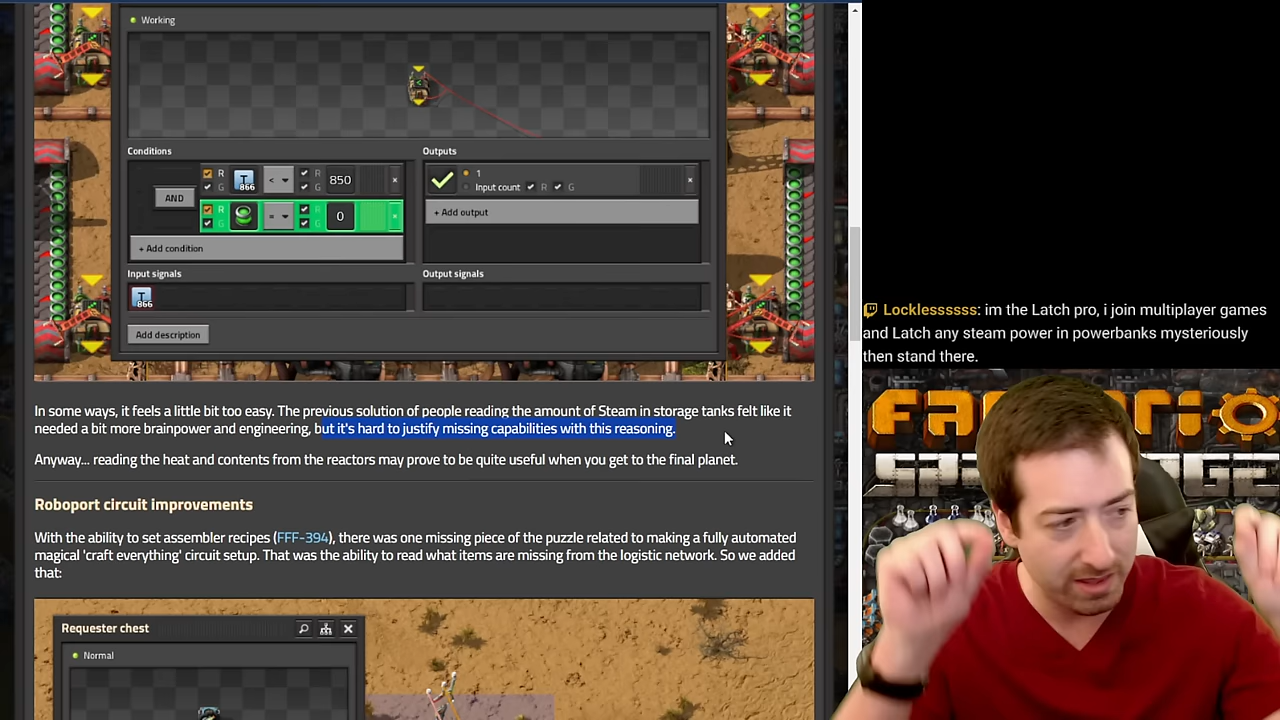 Working
Conditions
Outputs
R
G
T
866
<
R
G
850
×
AND
R
G
=
R
G
0
×
+ Add condition
1
Input count
R
G
×
+ Add output
Input signals
Output signals
T
866
Add description
In some ways, it feels a little bit too easy. The previous solution of people reading the amount of Steam in storage tanks felt like it
needed a bit more brainpower and engineering, but it's hard to justify missing capabilities with this reasoning.
Anyway... reading the heat and contents from the reactors may prove to be quite useful when you get to the final planet.
Roboport circuit improvements
With the ability to set assembler recipes (FFF-394), there was one missing piece of the puzzle related to making a fully automated
magical 'craft everything' circuit setup. That was the ability to read what items are missing from the logistic network. So we added
that:
Requester chest
Normal
Locklessssss: im the Latch pro, i join multiplayer games
and Latch any steam power in powerbanks mysteriously
then stand there.